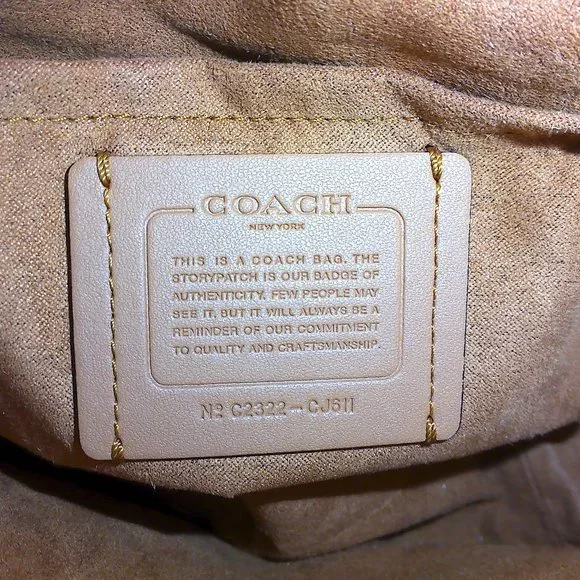 COACH
NEW YORK
THIS IS A COACH BAG. THE
STORYPATCH IS OUR BADGE OF
AUTHENTICITY. FEW PEOPLE MAY
SEE IT, BUT IT WILL ALWAYS BE A
REMINDER OF OUR COMMITMENT
TO QUALITY AND CRAFTSMANSHIP.
Nº C2322-CJ611